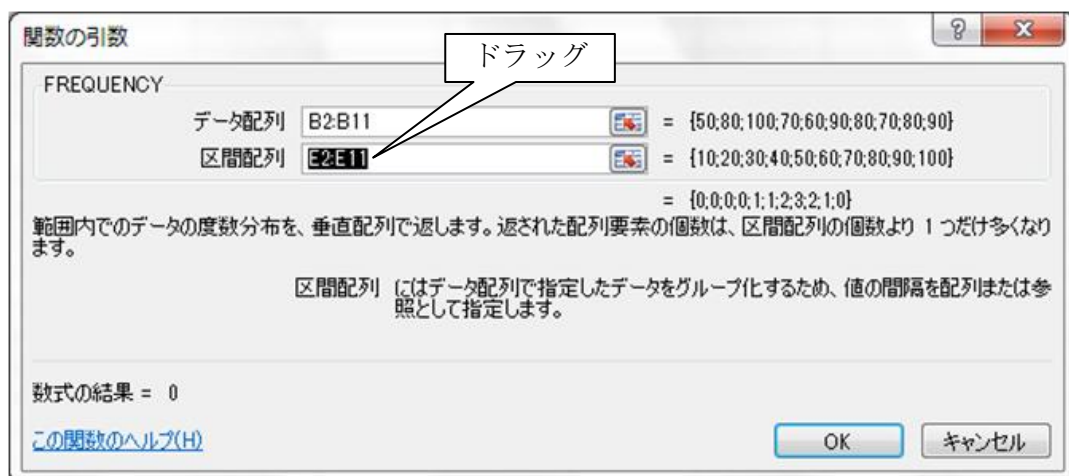 関数の引数
ドラッグ
FREQUENCY
データ配列 B2:B11 = {50;80;100;70;60;90;80;70;80;90}
区間配列 E2:E11 = {10;20;30;40;50;60;70;80;90;100}
= {0;0;0;0;1;1;2;3;2;1;0}
範囲内でのデータの度数分布を、垂直配列で返します。返された配列要素の個数は、区間配列の個数より 1 つだけ多くなり
ます。
区間配列 にはデータ配列で指定したデータをグループ化するため、値の間隔を配列または参
照として指定します。
数式の結果 = 0
この関数のヘルプ(H)
OK キャンセル